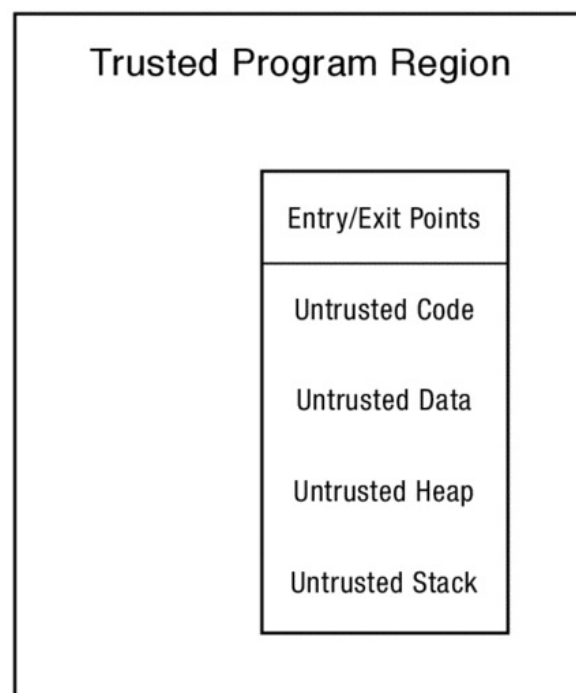 Trusted Program Region
Entry/Exit Points
Untrusted Code
Untrusted Data
Untrusted Heap
Untrusted Stack